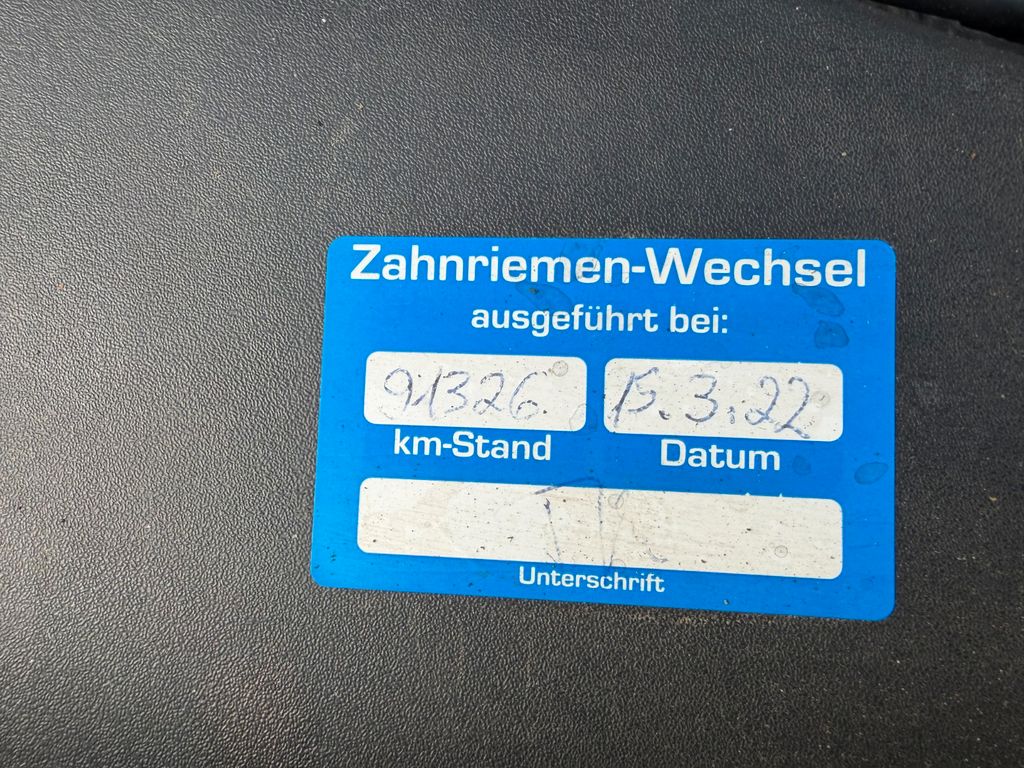 Zahnriemen-Wechsel
ausgeführt bei:
91326 15.3.22
km-Stand Datum
Unterschrift